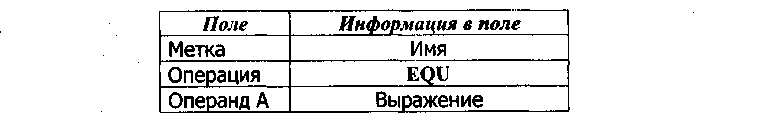 Поле Информация в поле
Метка Имя
Операция EQU
Операнд А Выражение